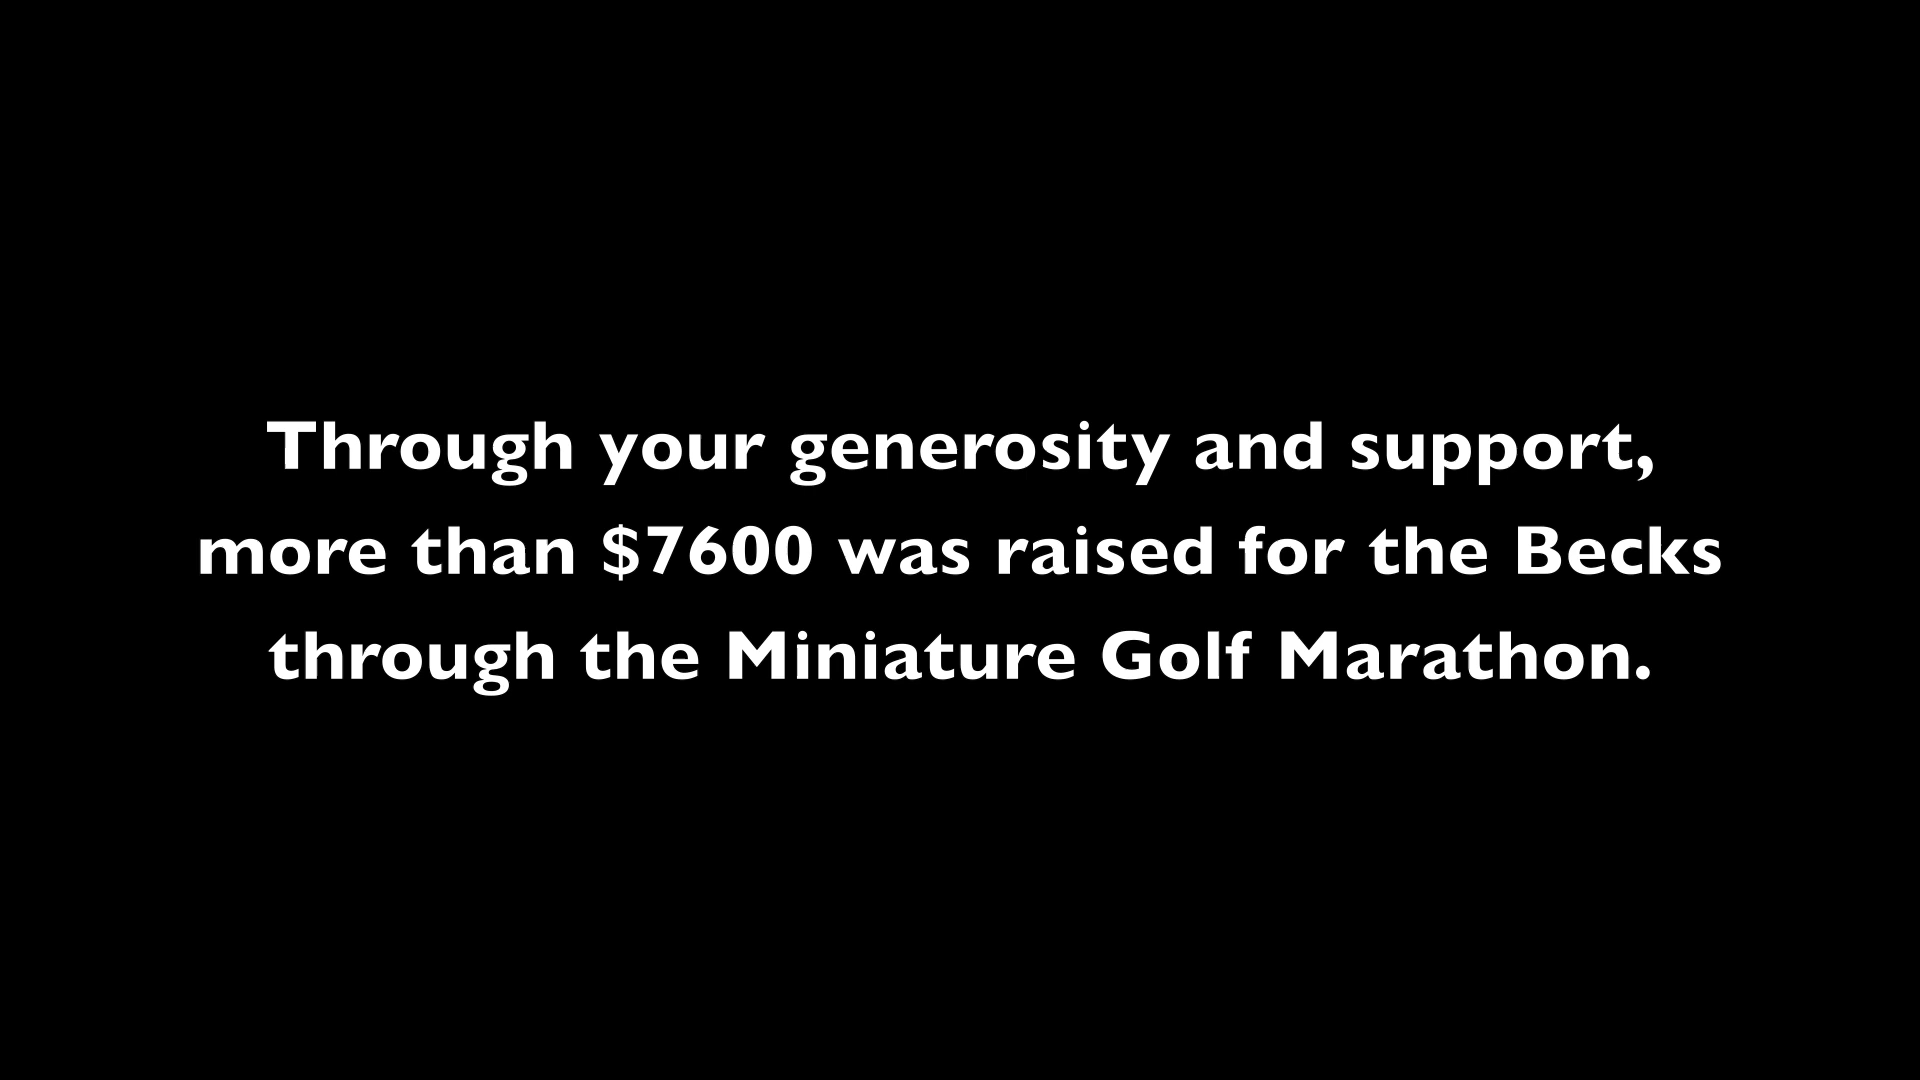 Through your generosity and support,
more than $7600 was raised for the Becks
through the Miniature Golf Marathon.